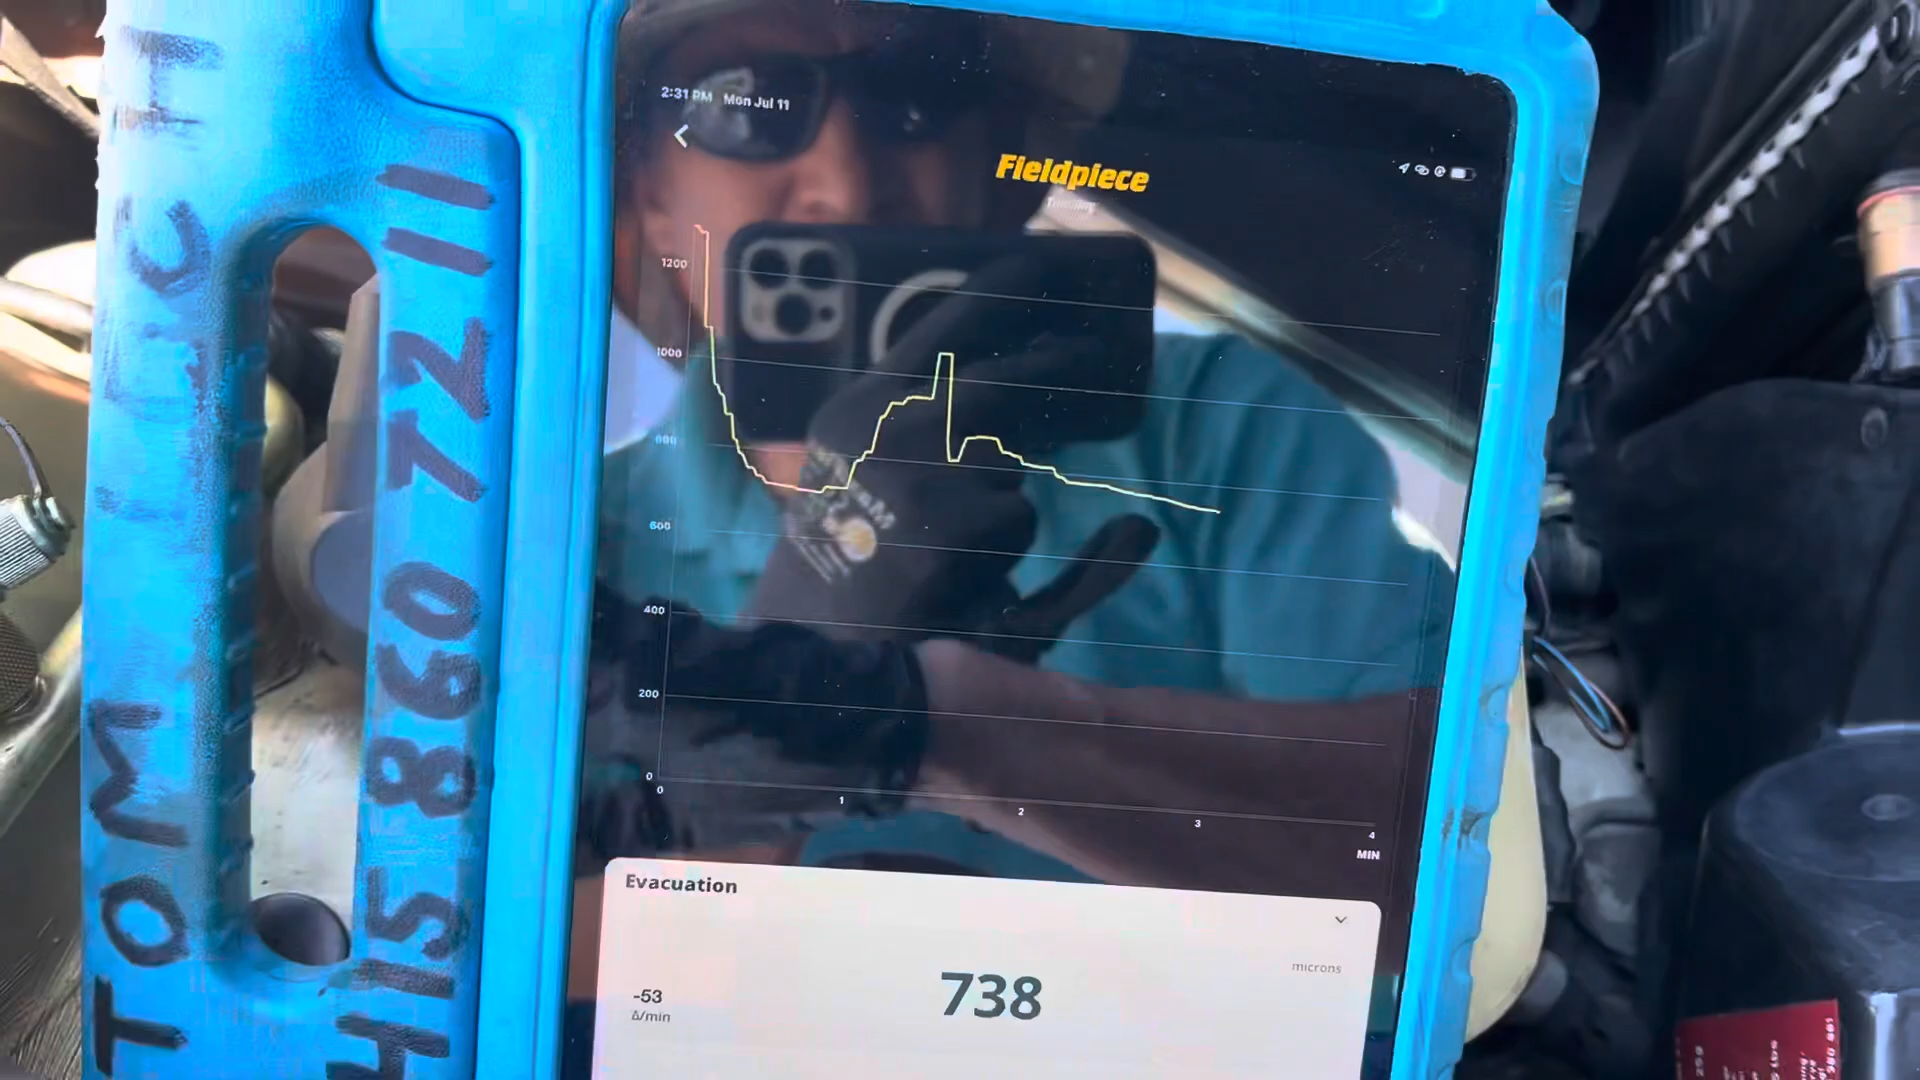 2:31 PM Mon Jul 11
Fieldpiece
1200
1000
800
600
400
200
0
0
1
2
3
4
MIN
Evacuation
microns
-53
Δ/min
738
TOM
415 860 7211